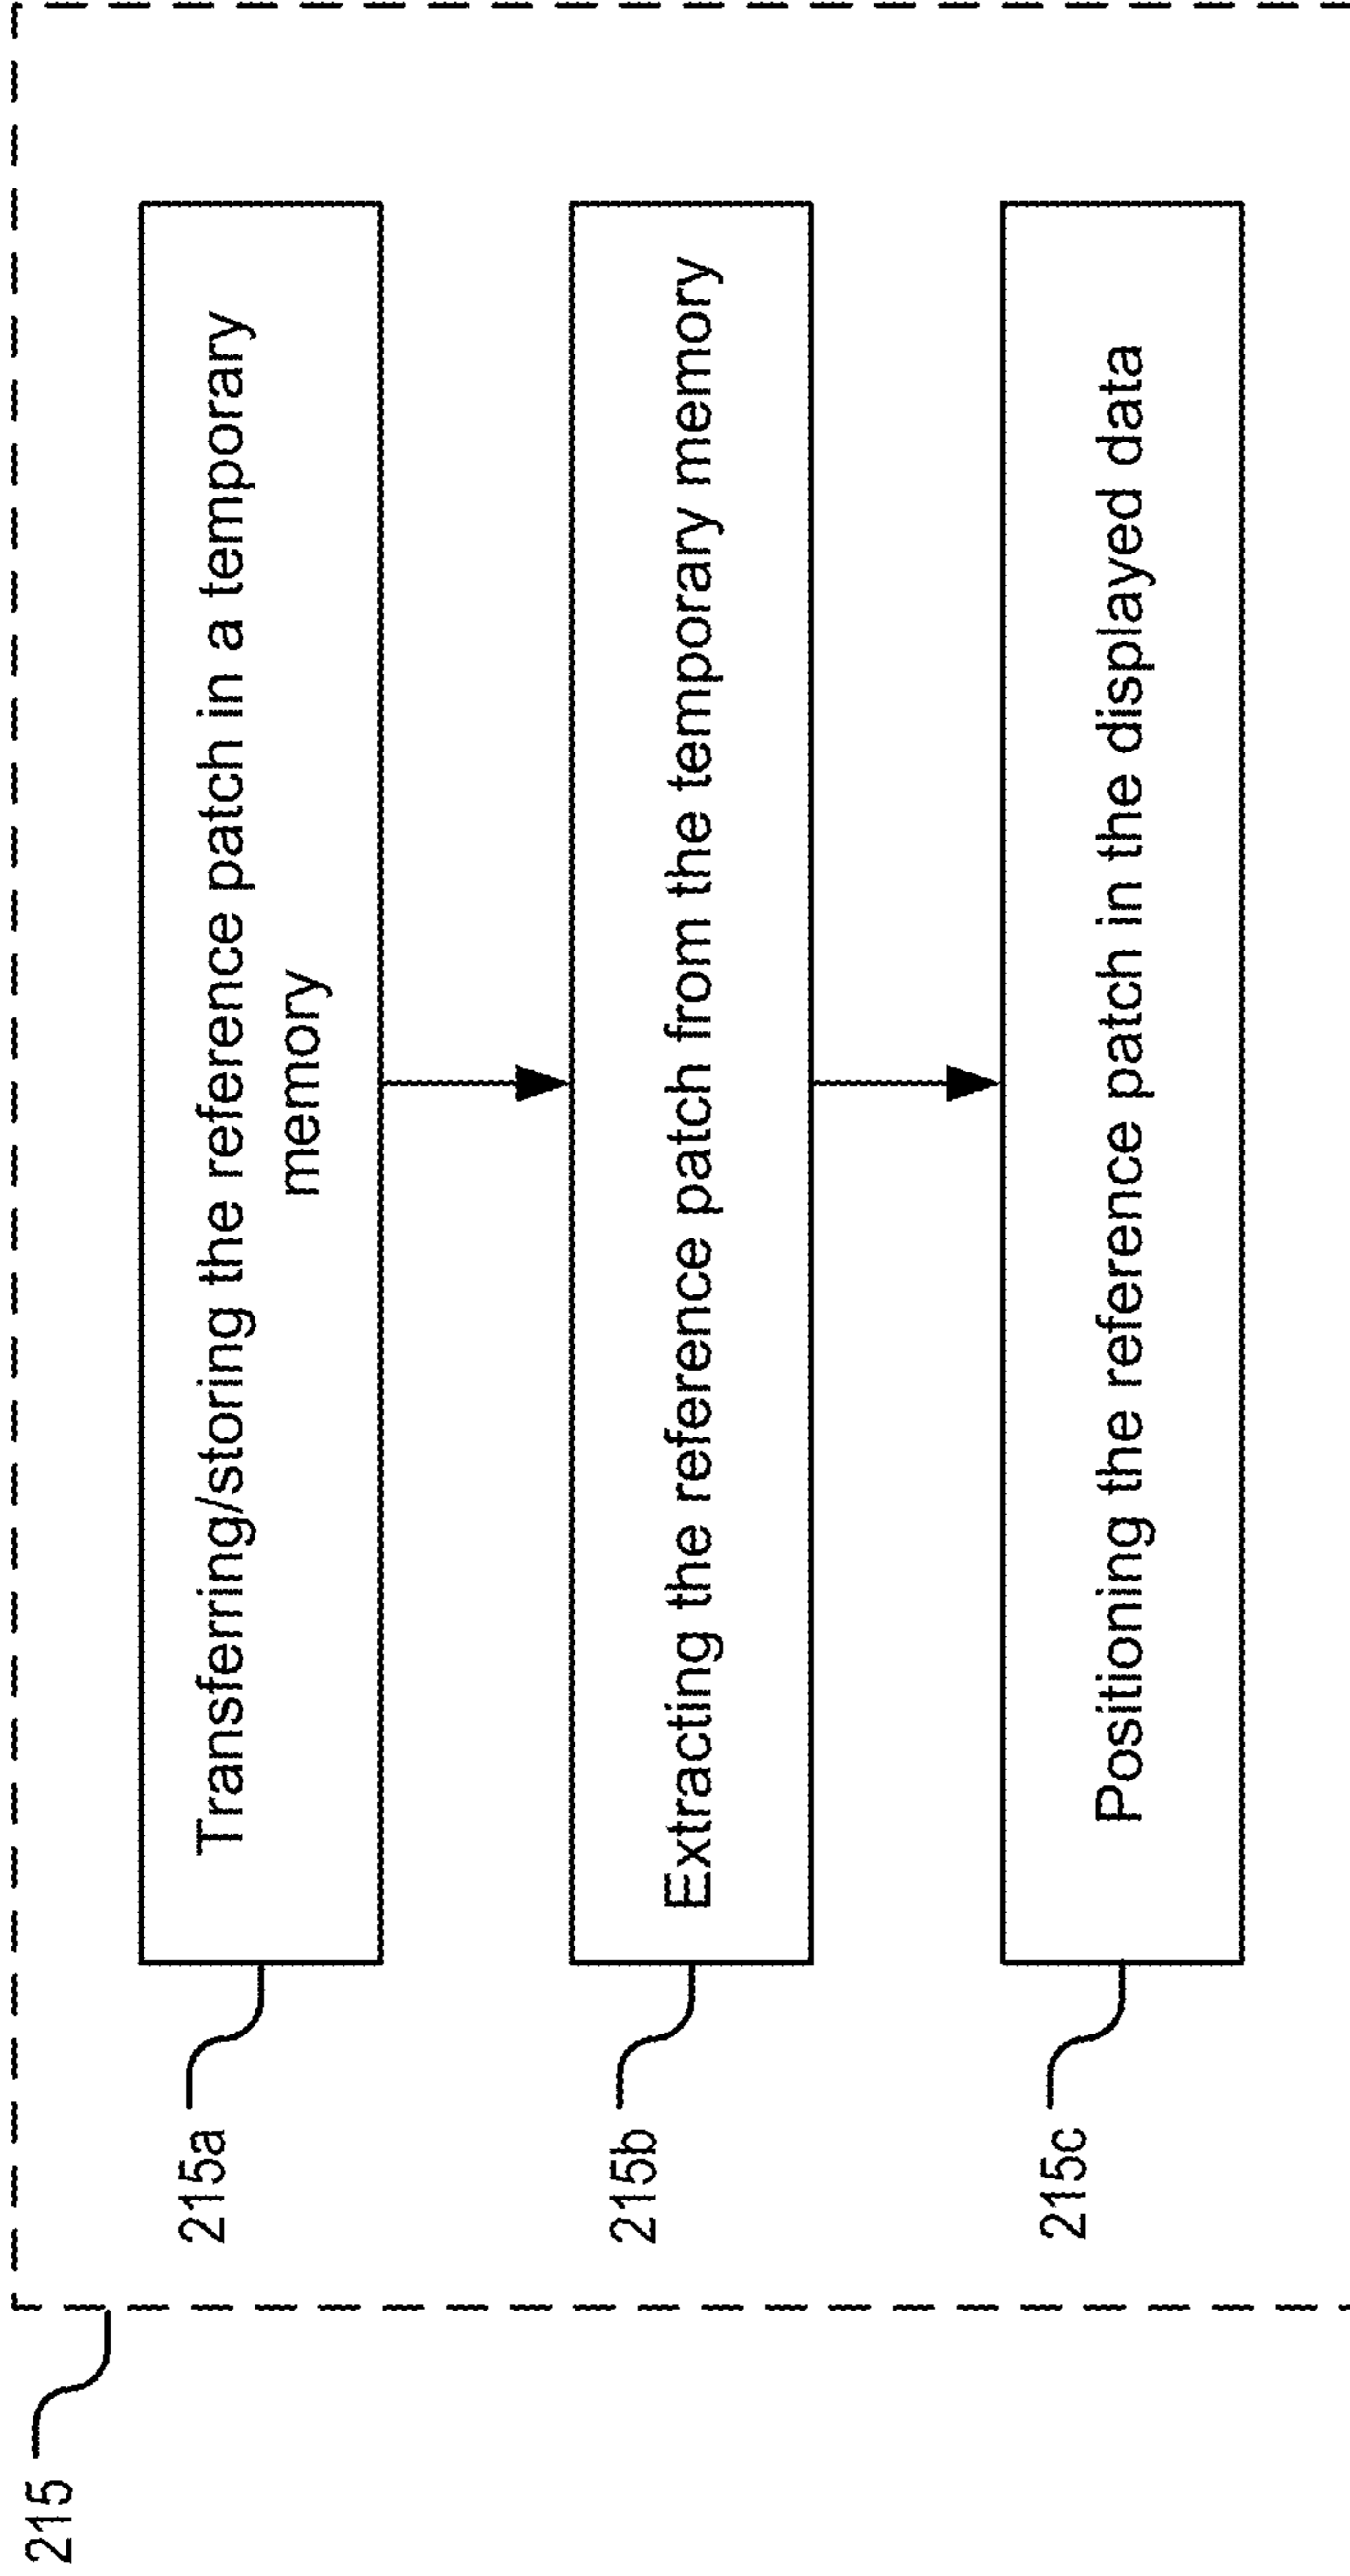 215
215a
Transferring/storing the reference patch in a temporary
memory
215b
Extracting the reference patch from the temporary memory
215c
Positioning the reference patch in the displayed data